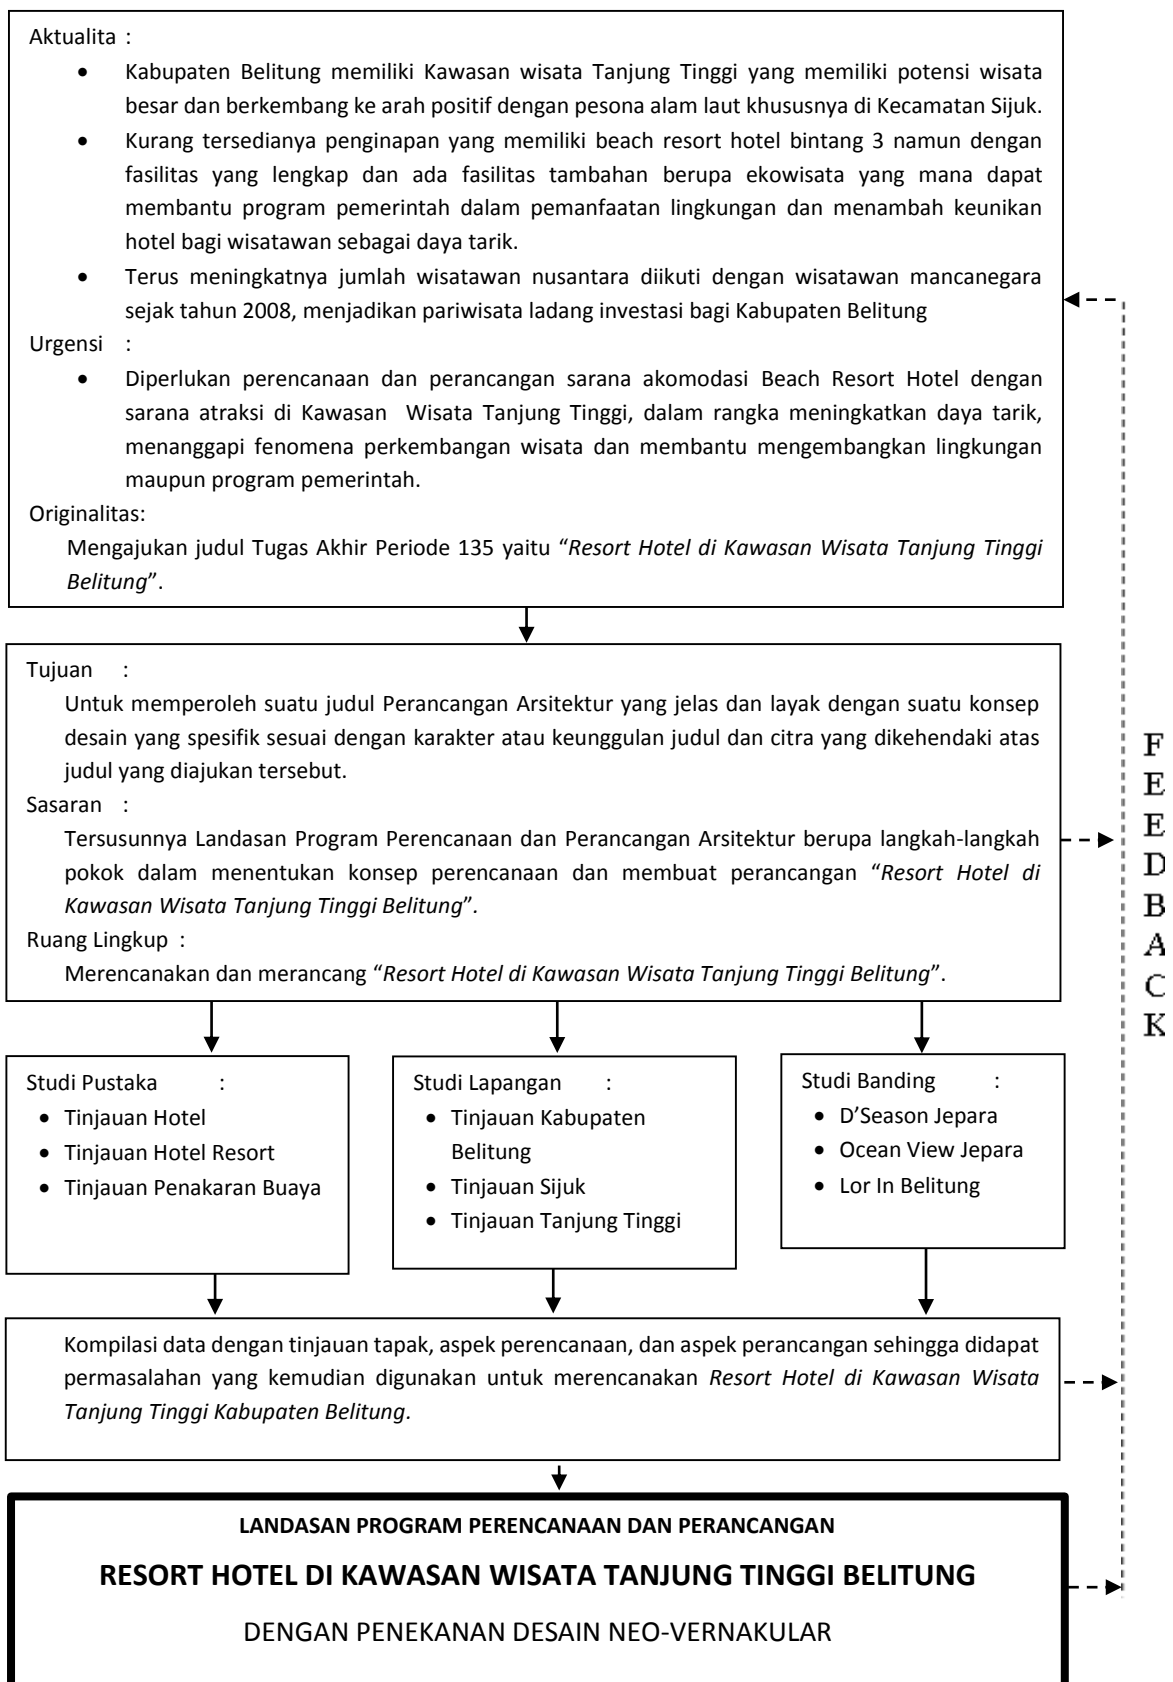 Aktualita :
• Kabupaten Belitung memiliki Kawasan wisata Tanjung Tinggi yang memiliki potensi wisata
besar dan berkembang ke arah positif dengan pesona alam laut khususnya di Kecamatan Sijuk.
• Kurang tersedianya penginapan yang memiliki beach resort hotel bintang 3 namun dengan
fasilitas yang lengkap dan ada fasilitas tambahan berupa ekowisata yang mana dapat
membantu program pemerintah dalam pemanfaatan lingkungan dan menambah keunikan
hotel bagi wisatawan sebagai daya tarik.
• Terus meningkatnya jumlah wisatawan nusantara diikuti dengan wisatawan mancanegara
sejak tahun 2008, menjadikan pariwisata ladang investasi bagi Kabupaten Belitung
Urgensi :
• Diperlukan perencanaan dan perancangan sarana akomodasi Beach Resort Hotel dengan
sarana atraksi di Kawasan Wisata Tanjung Tinggi, dalam rangka meningkatkan daya tarik,
menanggapi fenomena perkembangan wisata dan membantu mengembangkan lingkungan
maupun program pemerintah.
Originalitas:
Mengajukan judul Tugas Akhir Periode 135 yaitu “Resort Hotel di Kawasan Wisata Tanjung Tinggi
Belitung”.
Tujuan :
Untuk memperoleh suatu judul Perancangan Arsitektur yang jelas dan layak dengan suatu konsep
desain yang spesifik sesuai dengan karakter atau keunggulan judul dan citra yang dikehendaki atas
judul yang diajukan tersebut.
Sasaran :
Tersusunnya Landasan Program Perencanaan dan Perancangan Arsitektur berupa langkah-langkah
pokok dalam menentukan konsep perencanaan dan membuat perancangan “Resort Hotel di
Kawasan Wisata Tanjung Tinggi Belitung”.
Ruang Lingkup :
Merencanakan dan merancang “Resort Hotel di Kawasan Wisata Tanjung Tinggi Belitung”.
Studi Pustaka :
• Tinjauan Hotel
• Tinjauan Hotel Resort
• Tinjauan Penakaran Buaya
Studi Lapangan :
• Tinjauan Kabupaten
Belitung
• Tinjauan Sijuk
• Tinjauan Tanjung Tinggi
Studi Banding :
• D’Season Jepara
• Ocean View Jepara
• Lor In Belitung
Kompilasi data dengan tinjauan tapak, aspek perencanaan, dan aspek perancangan sehingga didapat
permasalahan yang kemudian digunakan untuk merencanakan Resort Hotel di Kawasan Wisata
Tanjung Tinggi Kabupaten Belitung.
LANDASAN PROGRAM PERENCANAAN DAN PERANCANGAN
RESORT HOTEL DI KAWASAN WISATA TANJUNG TINGGI BELITUNG
DENGAN PENEKANAN DESAIN NEO-VERNAKULAR
F
E
E
D
B
A
C
K